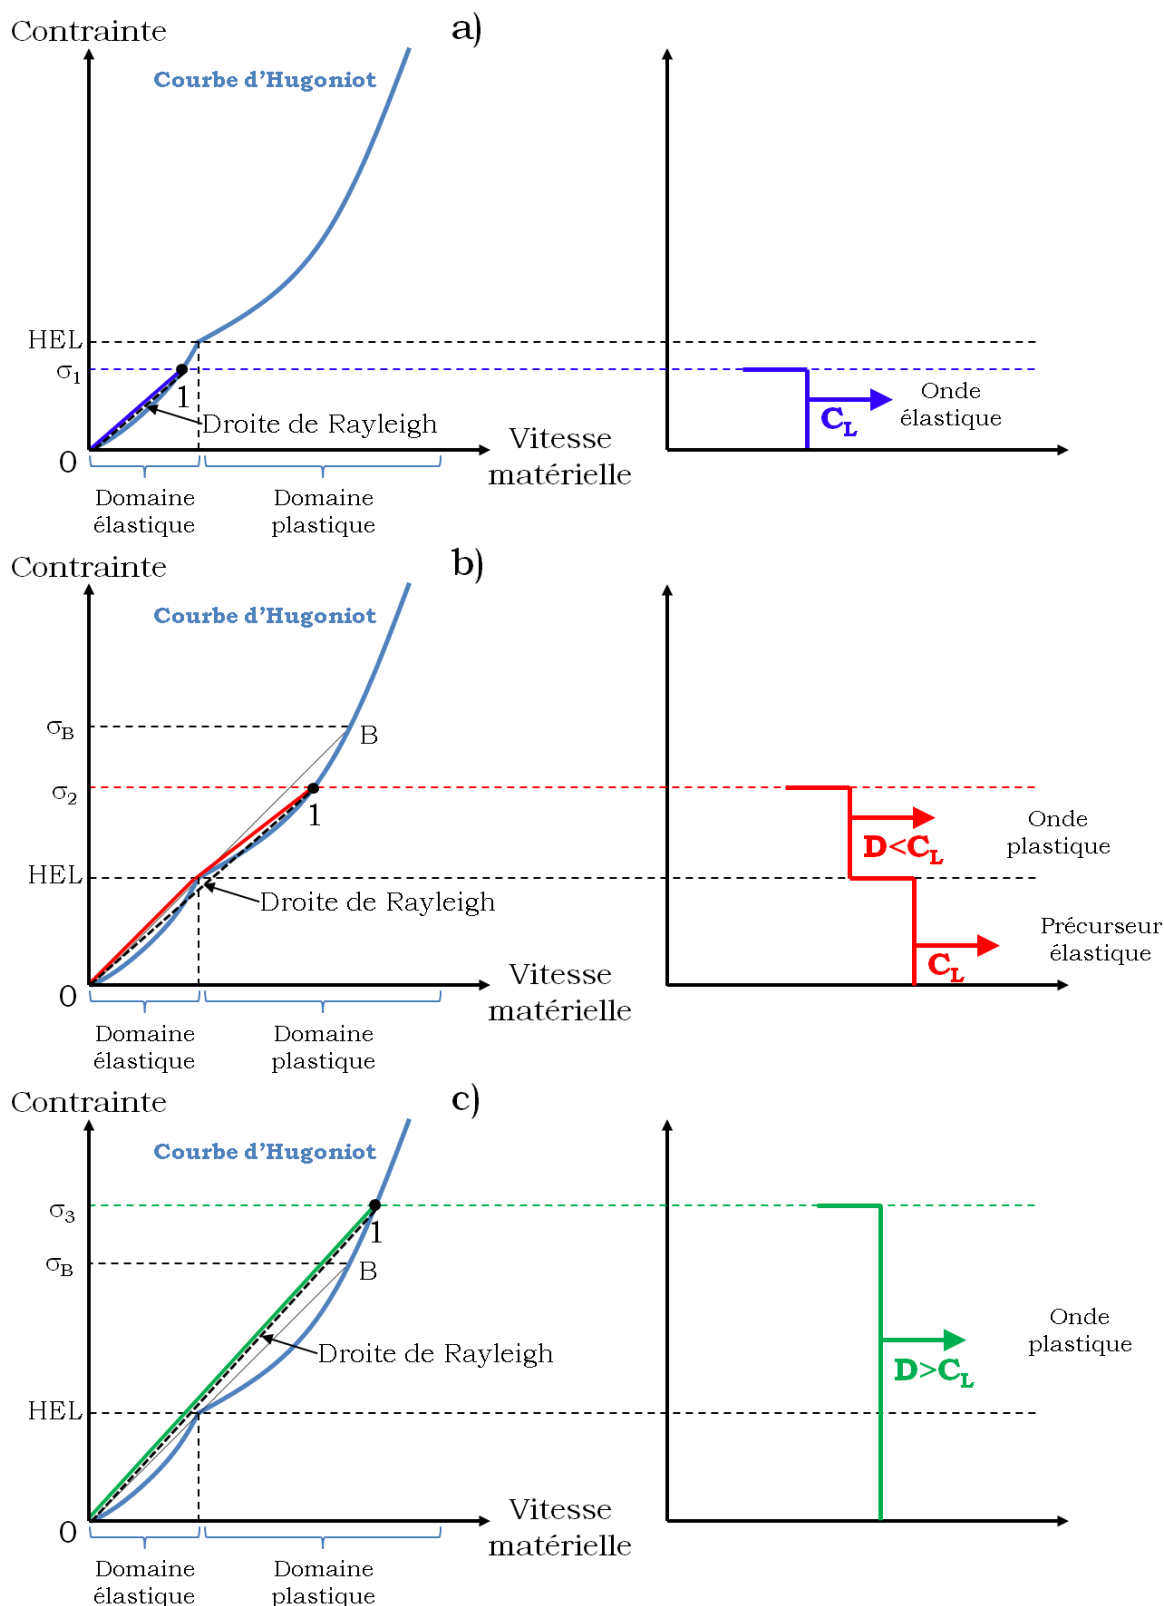 a)
Contrainte
Courbe d'Hugoniot
HEL
σ1
1
Droite de Rayleigh
0
Vitesse
matérielle
Domaine
élastique
Domaine
plastique
CL
Onde
élastique
b)
Contrainte
Courbe d'Hugoniot
σB
B
σ2
1
HEL
Droite de Rayleigh
0
Vitesse
matérielle
Domaine
élastique
Domaine
plastique
D<CL
Onde
plastique
CL
Précurseur
élastique
c)
Contrainte
Courbe d'Hugoniot
σ3
1
σB
B
Droite de Rayleigh
HEL
0
Vitesse
matérielle
Domaine
élastique
Domaine
plastique
D>CL
Onde
plastique